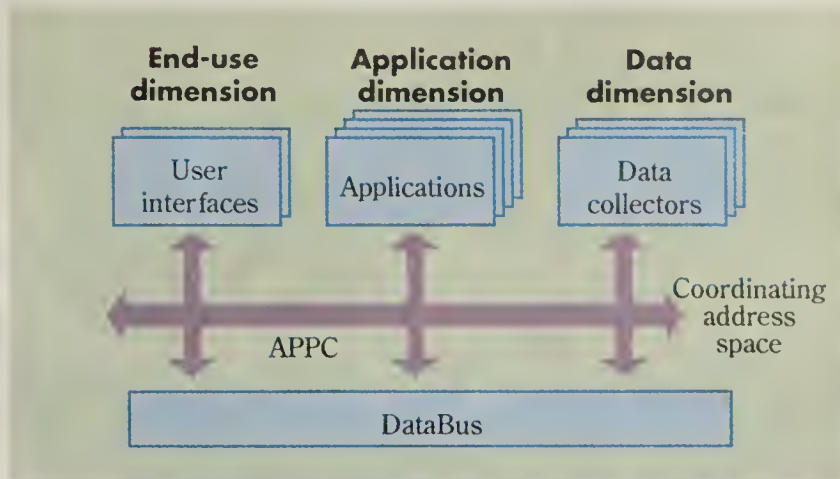 End-use
dimension
Application
dimension
Data
dimension
User
interfaces
Applications
Data
collectors
Coordinating
address
space
APPC
DataBus